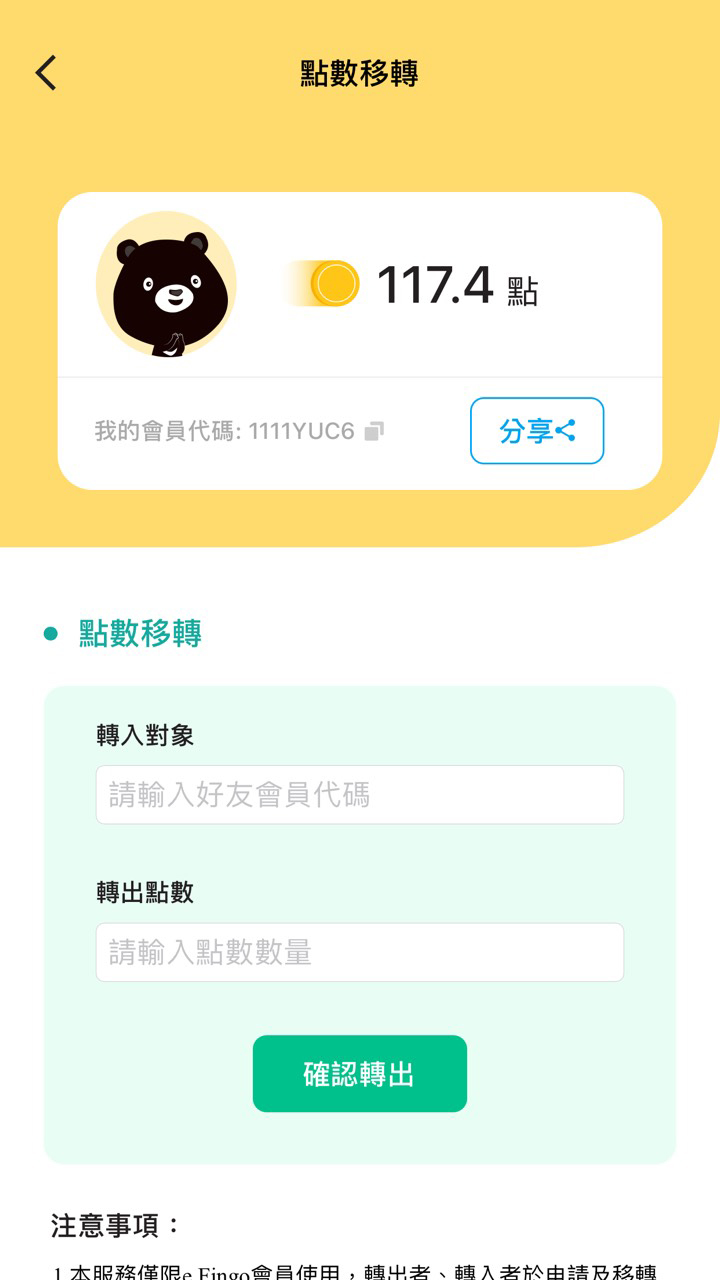 點數移轉
117.4 點
我的會員代碼: 1111YUC6
分享
點數移轉
轉入對象
請輸入好友會員代碼
轉出點數
請輸入點數數量
確認轉出
注意事項：
1.本服務僅限e Fingo會員使用，轉出者、轉入者於申請及移轉